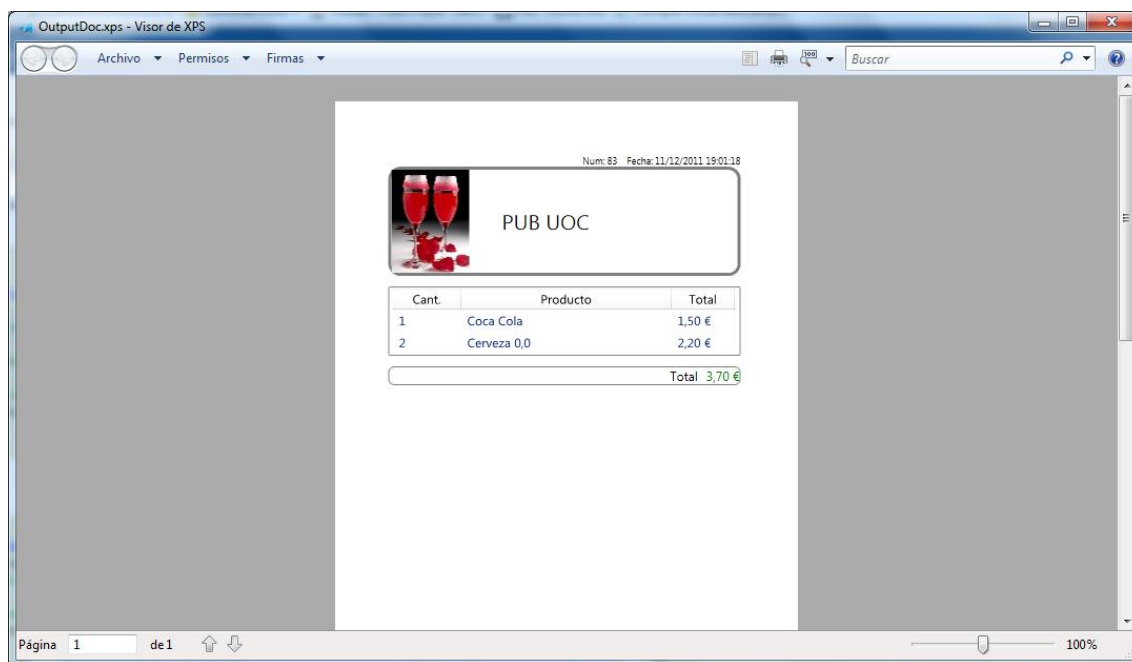 OutputDoc.xps - Visor de XPS
Archivo Permisos Firmas 100 Buscar
Num: 83 Fecha: 11/12/2011 19:01:18
PUB UOC
Cant. Producto Total
1 Coca Cola 1,50 €
2 Cerveza 0,0 2,20 €
Total 3,70 €
Página 1 de 1 100%